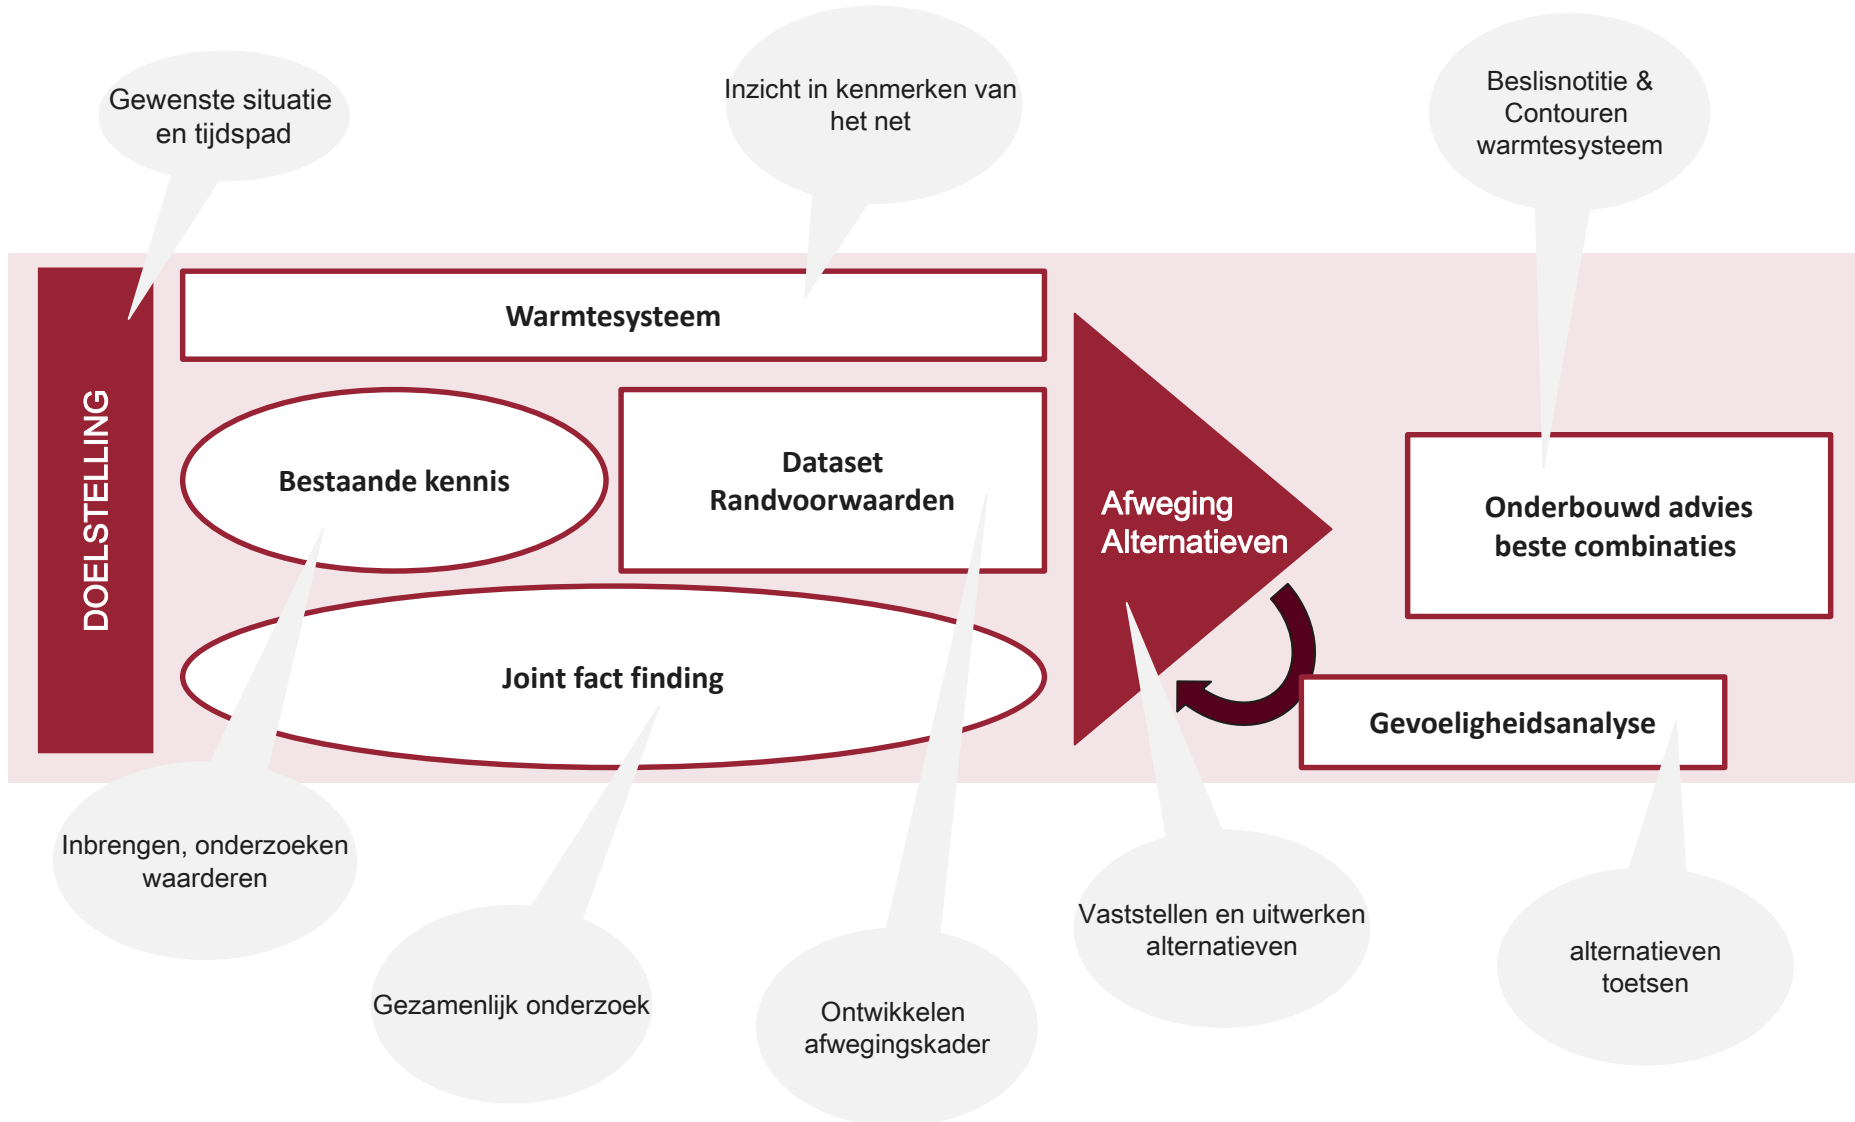 Gewenste situatie
en tijdspad
Inzicht in kenmerken van
het net
Beslisnotitie &
Contouren
warmtesysteem
DOELSTELLING
Warmtesysteem
Bestaande kennis
Dataset
Randvoorwaarden
Joint fact finding
Afweging
Alternatieven
Onderbouwd advies
beste combinaties
Gevoeligheidsanalyse
Inbrengen, onderzoeken
waarderen
Gezamenlijk onderzoek
Ontwikkelen
afwegingskader
Vaststellen en uitwerken
alternatieven
alternatieven
toetsen